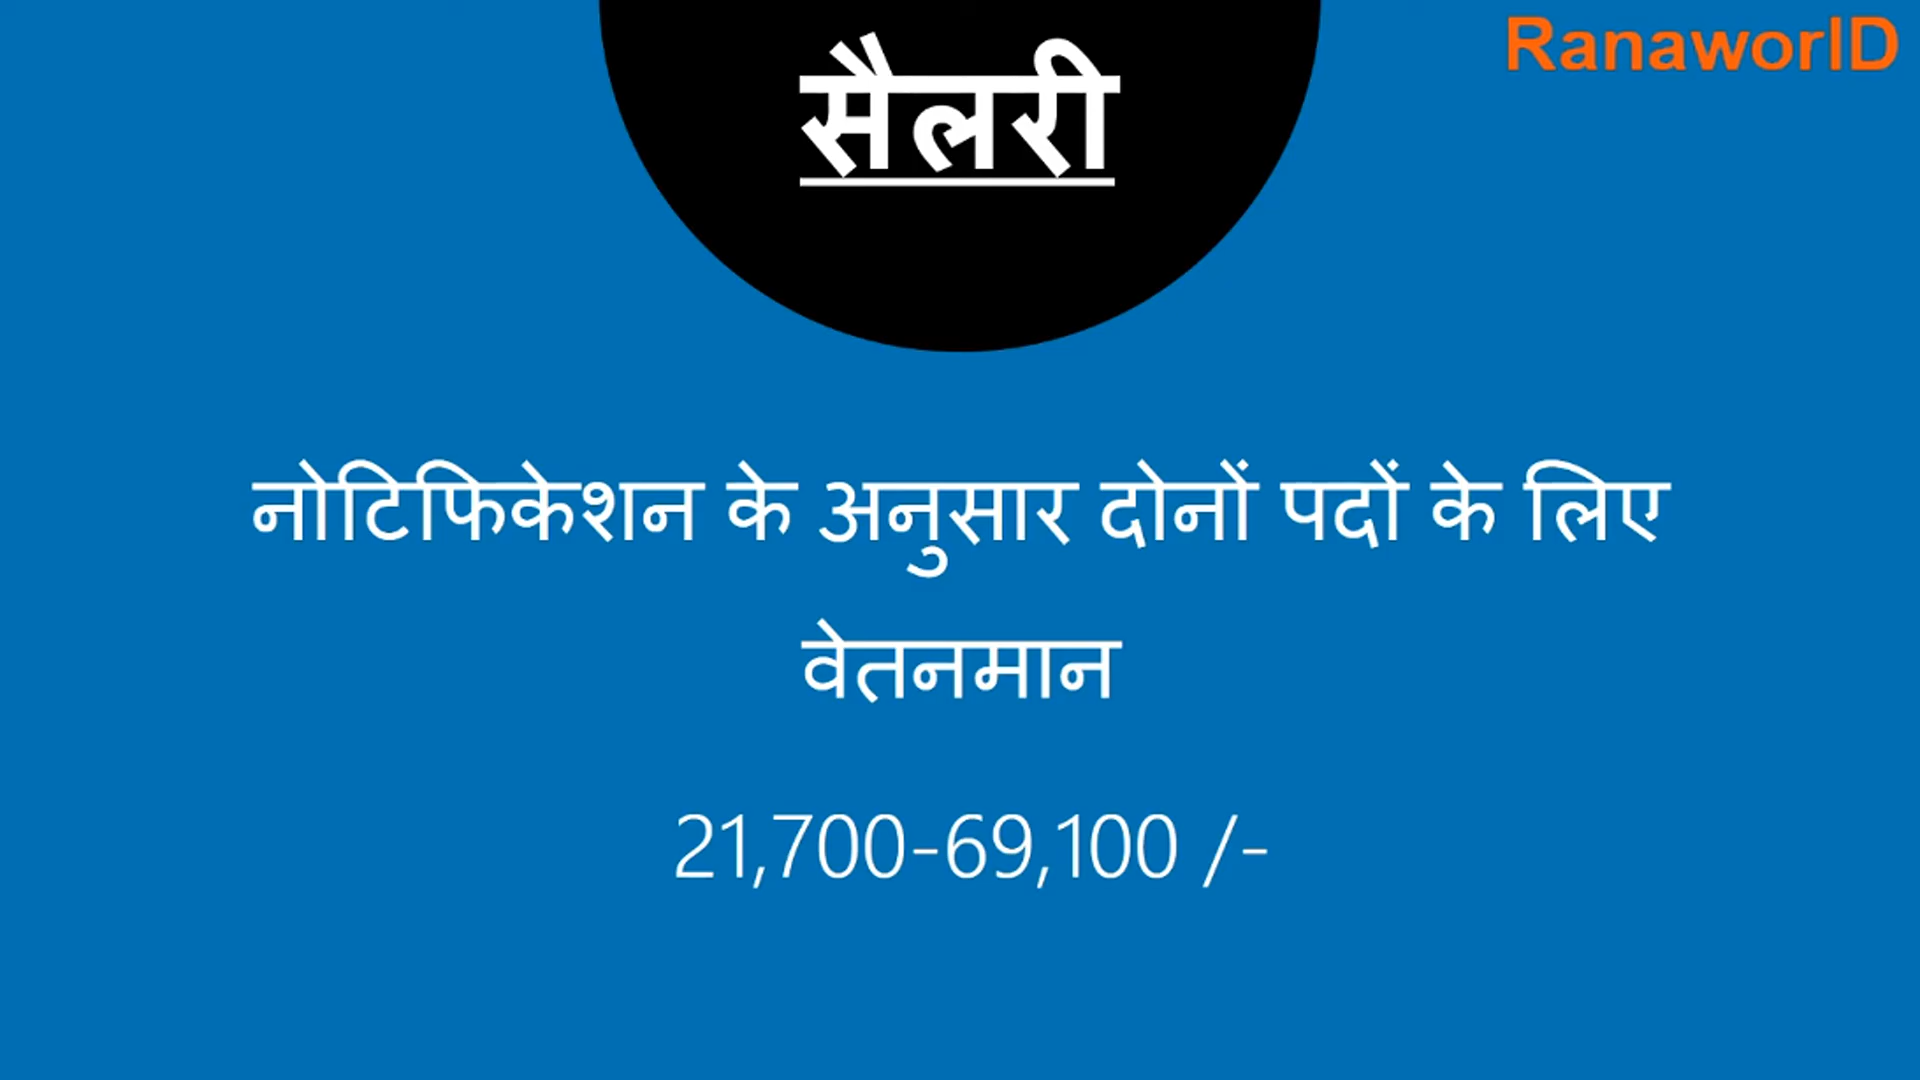 RanaworlD
सैलरी
नोटिफिकेशन के अनुसार दोनों पदों के लिए
वेतनमान
21,700-69,100 /-